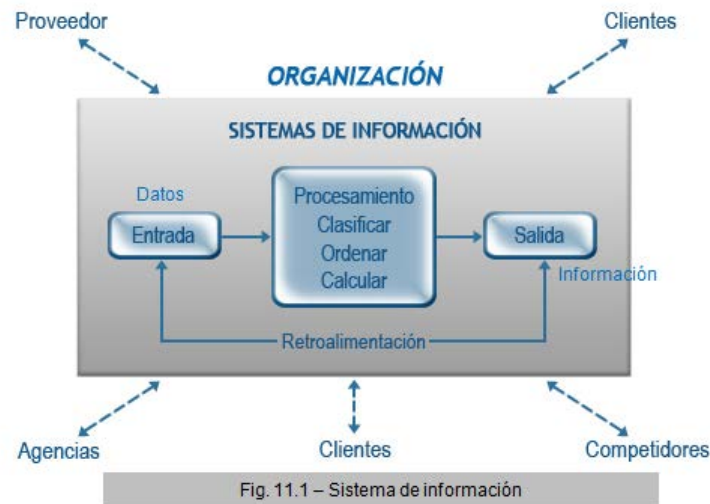 Proveedor
Clientes
ORGANIZACIÓN
SISTEMAS DE INFORMACIÓN
Datos
Entrada
Procesamiento
Clasificar
Ordenar
Calcular
Salida
Información
Retroalimentación
Agencias
Clientes
Competidores
Fig. 11.1 – Sistema de información